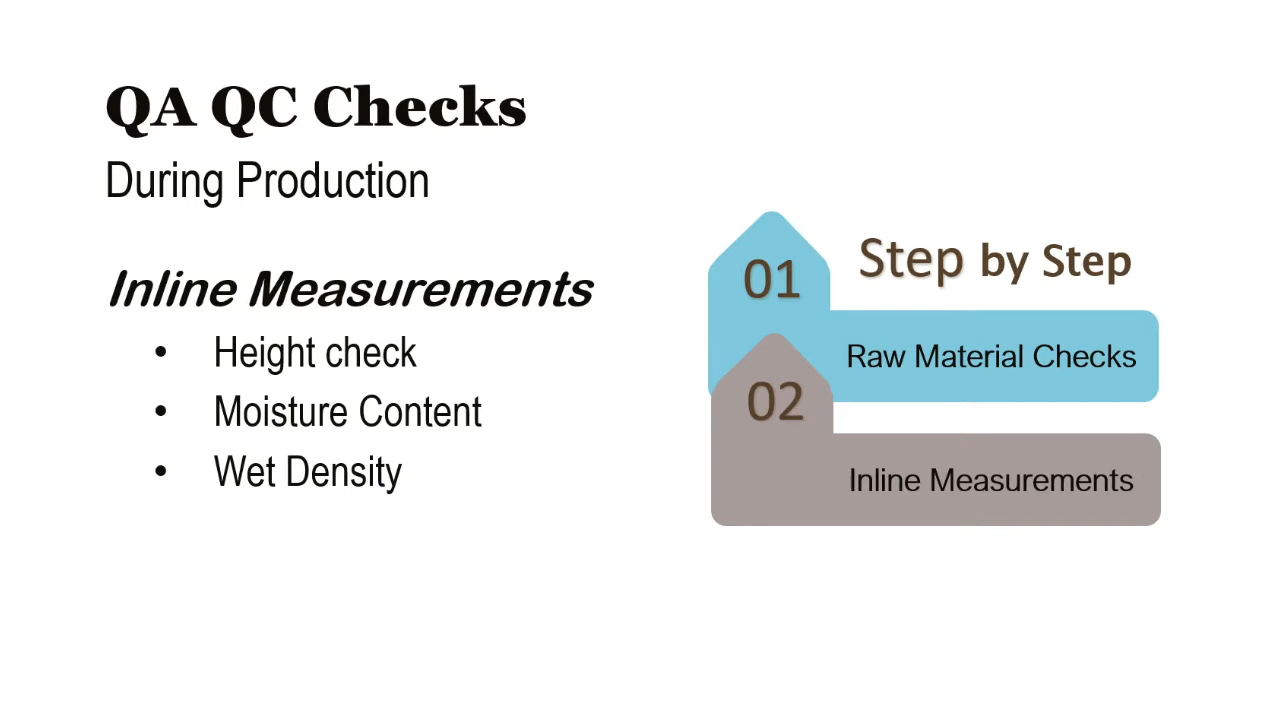 QA QC Checks
During Production
Inline Measurements
• Height check
• Moisture Content
• Wet Density
Step by Step
01
Raw Material Checks
02
Inline Measurements